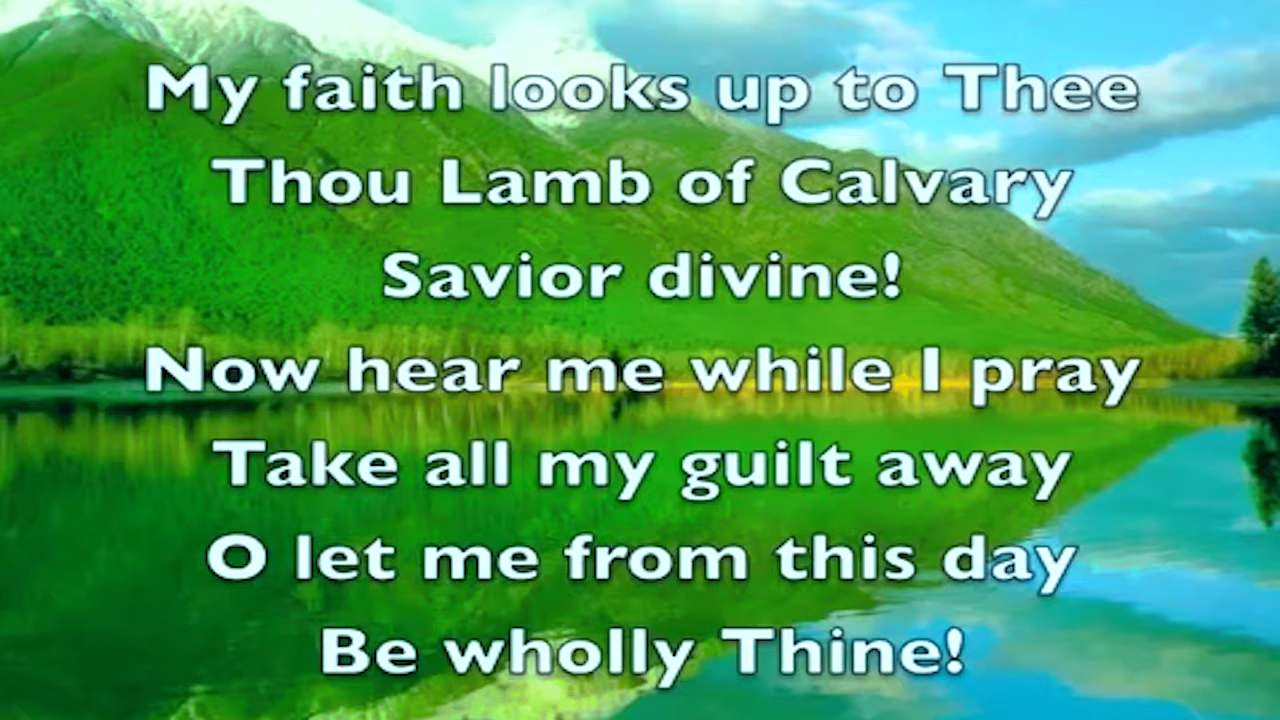 My faith looks up to Thee
Thou Lamb of Calvary
Savior divine!
Now hear me while I pray
Take all my guilt away
O let me from this day
Be wholly Thine!